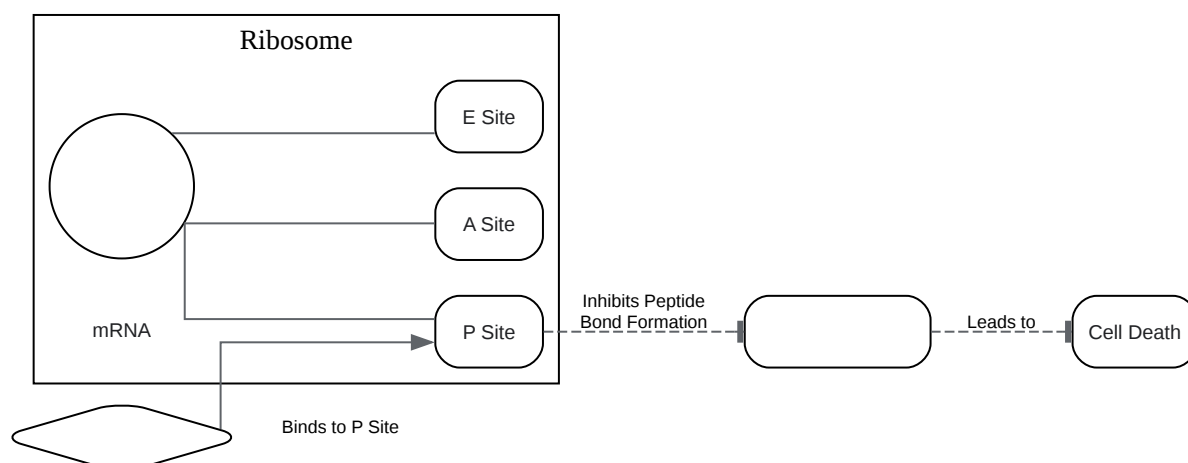 Ribosome
E Site
A Site
P Site
mRNA
Inhibits Peptide
Bond Formation
Leads to
Cell Death
Binds to P Site